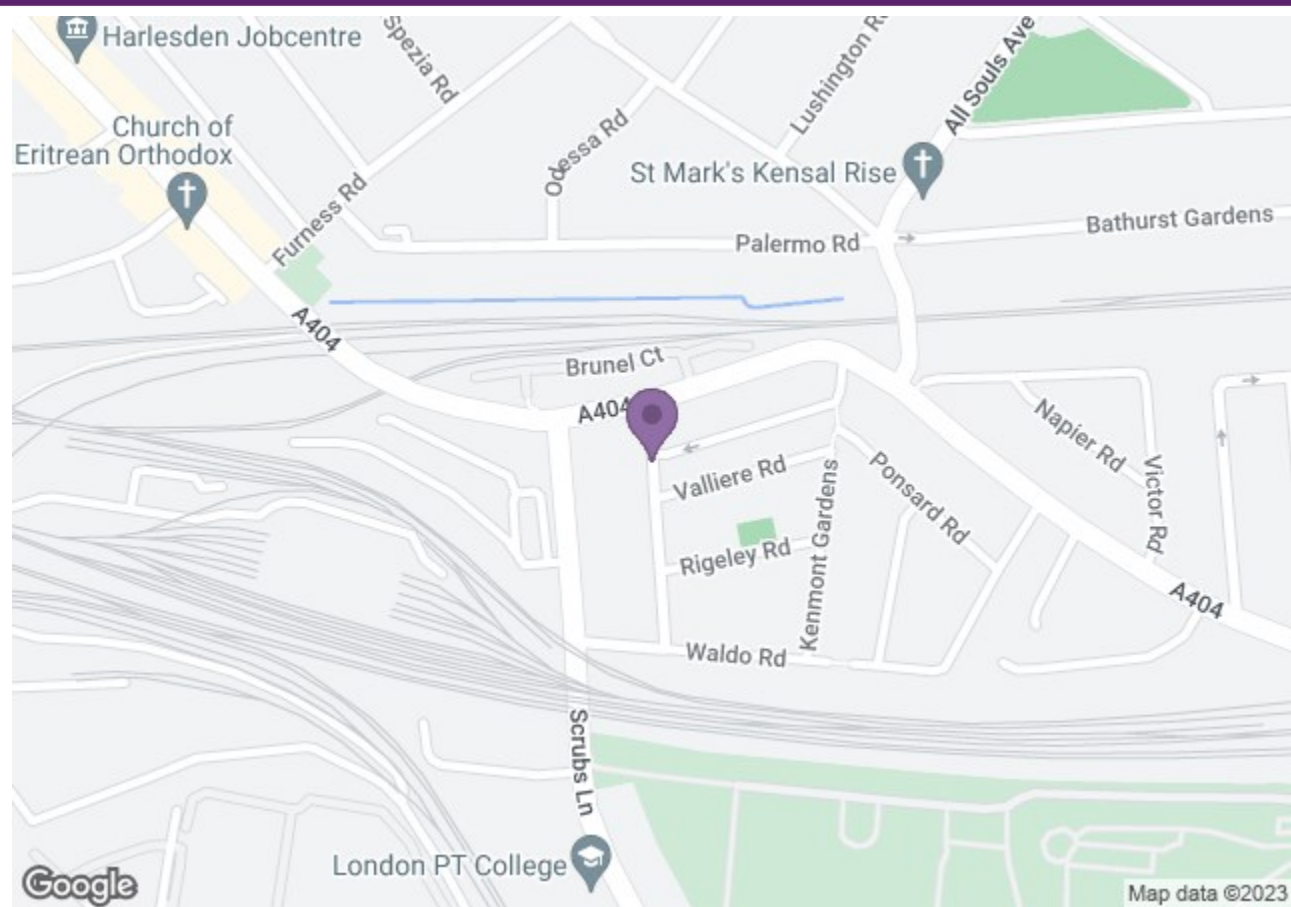 Harlesden Jobcentre
Spezia Rd
Lushington Rd
All Souls Ave
Church of
Eritrean Orthodox
Odessa Rd
St Mark's Kensal Rise
Furness Rd
Bathurst Gardens
Palermo Rd
A404
Brunel Ct
A404
Napier Rd
Valliere Rd
Ponsard Rd
Victor Rd
Kenmont Gardens
Rigeley Rd
A404
Waldo Rd
Scrubs Ln
London PT College
Google
Map data ©2023